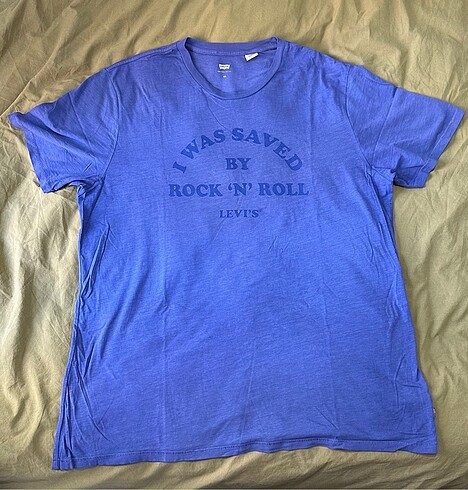 I WAS SAVED
BY
ROCK 'N' ROLL
LEVI'S